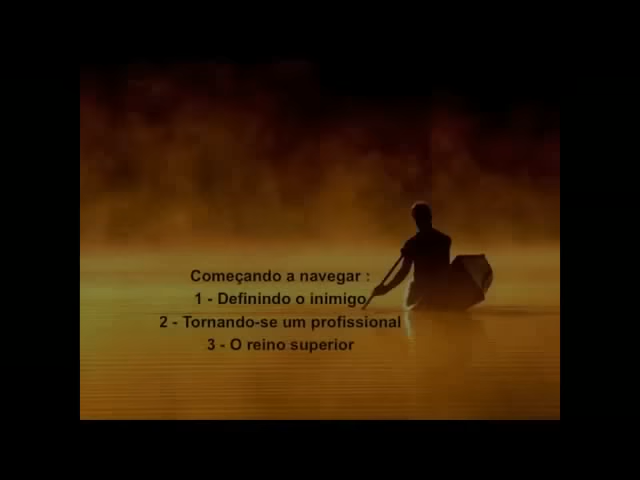 Começando a navegar :
1 - Definindo o inimigo
2 - Tornando-se um profissional
3 - O reino superior